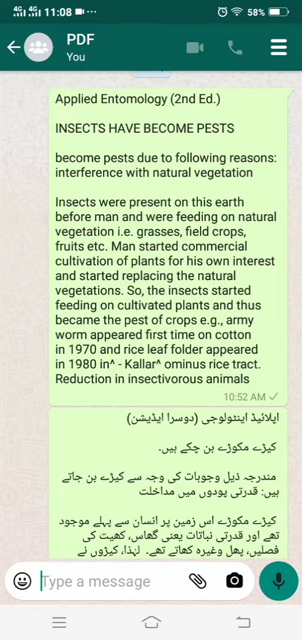 4G 4G 11:08 58%
PDF
You
Applied Entomology (2nd Ed.)
INSECTS HAVE BECOME PESTS
become pests due to following reasons:
interference with natural vegetation
Insects were present on this earth
before man and were feeding on natural
vegetation i.e. grasses, field crops,
fruits etc. Man started commercial
cultivation of plants for his own interest
and started replacing the natural
vegetations. So, the insects started
feeding on cultivated plants and thus
became the pest of crops e.g., army
worm appeared first time on cotton
in 1970 and rice leaf folder appeared
in 1980 in^ - Kallar^ ominus rice tract.
Reduction in insectivorous animals
10:52 AM
اپلائیڈ اینٹولوجی (دوسرا ایڈیشن)
کیڑے مکوڑے بن چکے ہیں۔
مندرجہ ذیل وجوہات کی وجہ سے کیڑے بن جاتے
ہیں: قدرتی پودوں میں مداخلت
کیڑے مکوڑے اس زمین پر انسان سے پہلے موجود
تھے اور قدرتی نباتات یعنی گھاس، کھیت کی
فصلیں، پھل وغیرہ کھاتے تھے۔ لہٰذا، کیڑوں نے
Type a message